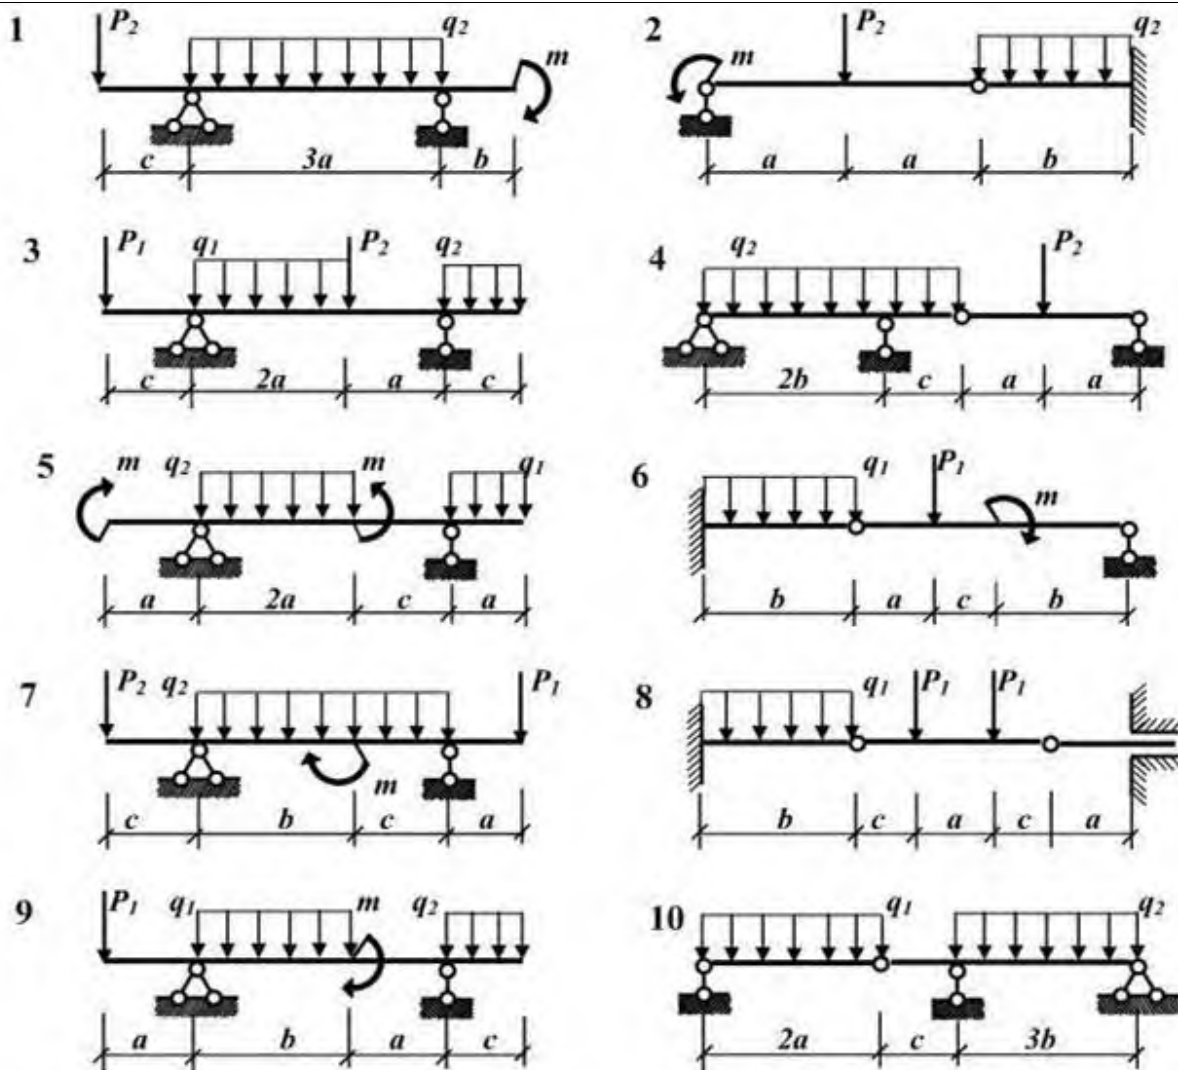 1 P₂ q₂ m
c 3a b
2 m P₂ q₂
a a b
3 P₁ q₁ P₂ q₂
c 2a a c
4 q₂ P₂
2b c a a
5 m q₂ m q₁
a 2a c a
6 q₁ P₁ m
b a c b
7 P₂ q₂ P₁
m
c b c a
8 q₁ P₁ P₁
b c a c a
9 P₁ q₁ m q₂
a b a c
10 q₁ q₂
2a c 3b